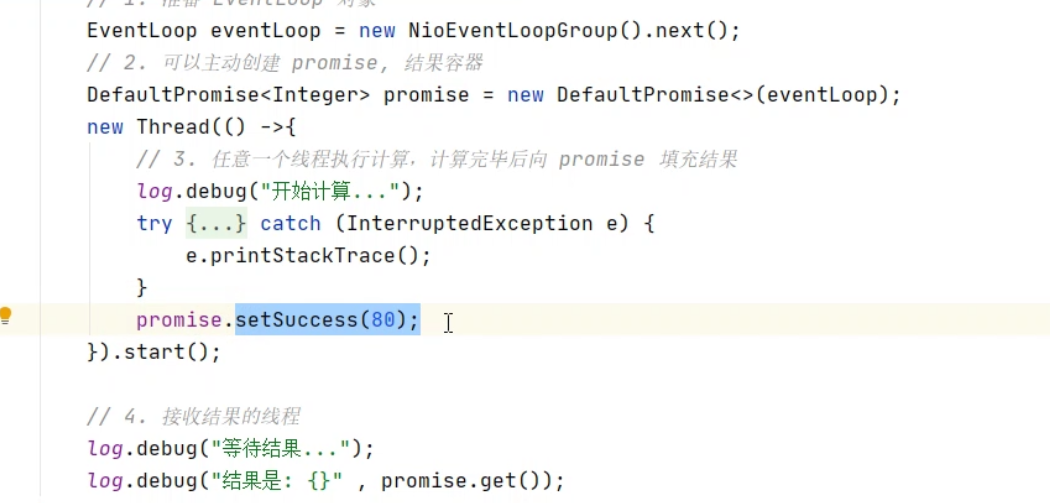 // 1. 准备 EventLoop 对象
EventLoop eventLoop = new NioEventLoopGroup().next();
// 2. 可以主动创建 promise, 结果容器
DefaultPromise<Integer> promise = new DefaultPromise<>(eventLoop);
new Thread(() ->{
// 3. 任意一个线程执行计算，计算完毕后向 promise 填充结果
log.debug("开始计算...");
try {...} catch (InterruptedException e) {
e.printStackTrace();
}
promise.setSuccess(80);
}).start();
// 4. 接收结果的线程
log.debug("等待结果...");
log.debug("结果是: {}" , promise.get());